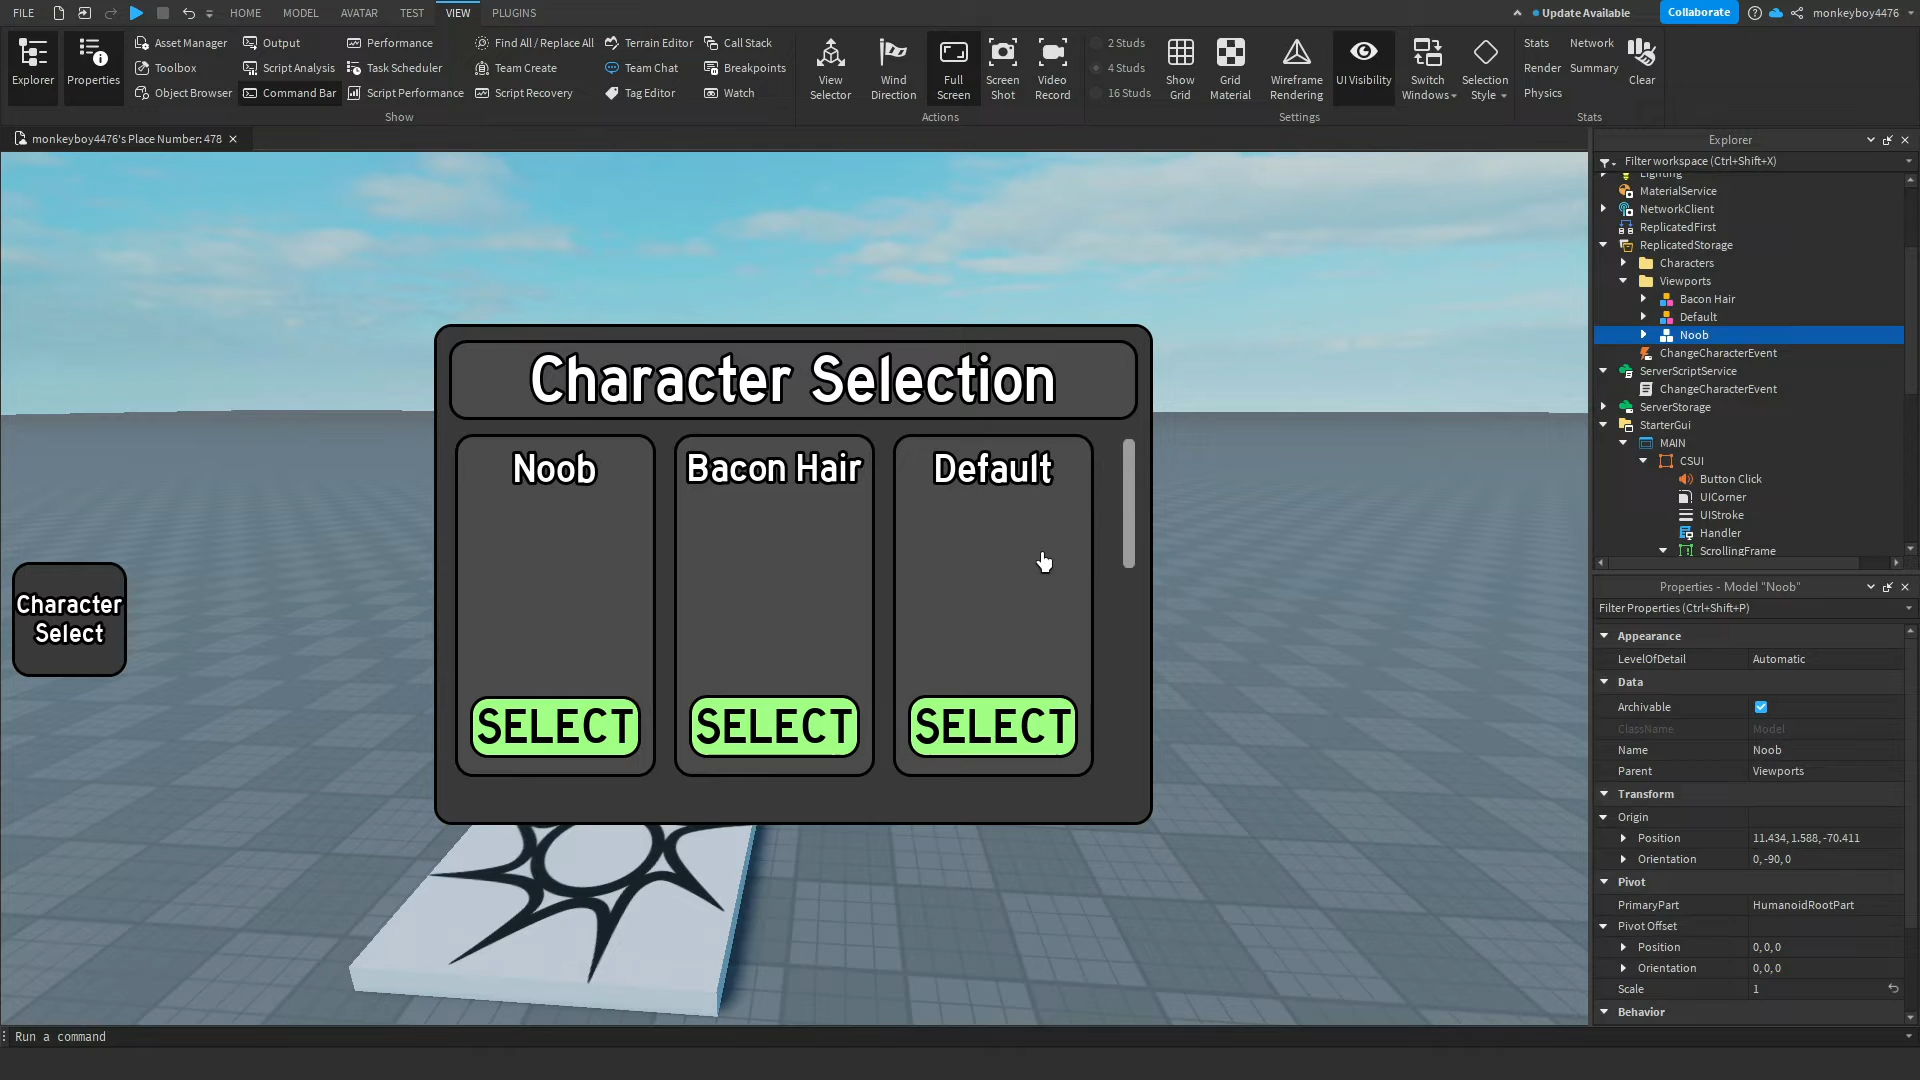 FILE HOME MODEL AVATAR TEST VIEW PLUGINS Update Available Collaborate monkeyboy4476
Explorer Properties
Asset Manager Output Performance Find All / Replace All Terrain Editor Call Stack
Toolbox Script Analysis Task Scheduler Team Create Team Chat Breakpoints
Object Browser Command Bar Script Performance Script Recovery Tag Editor Watch
View Selector Wind Direction Full Screen Screen Shot Video Record
2 Studs
4 Studs
16 Studs
Show Grid Grid Material Wireframe Rendering UI Visibility Switch Windows Selection Style
Stats Network
Render Summary
Physics
Clear
Show Actions Settings Stats
monkeyboy4476's Place Number: 478
Character Selection
Noob Bacon Hair Default
SELECT SELECT SELECT
Character
Select
Explorer
Filter workspace (Ctrl+Shift+X)
Lighting
MaterialService
NetworkClient
ReplicatedFirst
ReplicatedStorage
Characters
Viewports
Bacon Hair
Default
Noob
ChangeCharacterEvent
ServerScriptService
ChangeCharacterEvent
ServerStorage
StarterGui
MAIN
CSUI
Button Click
UICorner
UIStroke
Handler
ScrollingFrame
Properties - Model "Noob"
Filter Properties (Ctrl+Shift+P)
Appearance
LevelOfDetail Automatic
Data
Archivable
ClassName Model
Name Noob
Parent Viewports
Transform
Origin
Position 11.434, 1.588, -70.411
Orientation 0, -90, 0
Pivot
PrimaryPart HumanoidRootPart
Pivot Offset
Position 0, 0, 0
Orientation 0, 0, 0
Scale 1
Behavior
Run a command